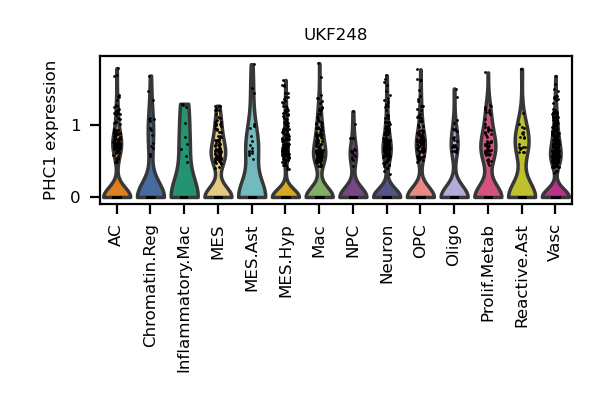 UKF248
PHC1 expression
1
0
AC
Chromatin.Reg
Inflammatory.Mac
MES
MES.Ast
MES.Hyp
Mac
NPC
Neuron
OPC
Oligo
Prolif.Metab
Reactive.Ast
Vasc